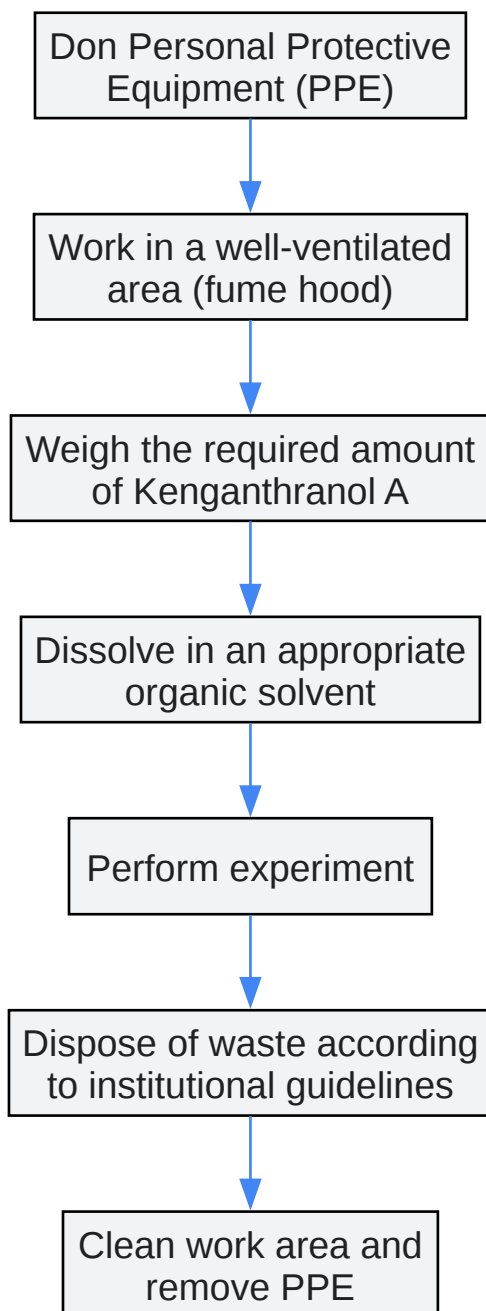 Don Personal Protective
Equipment (PPE)
Work in a well-ventilated
area (fume hood)
Weigh the required amount
of Kenganthranol A
Dissolve in an appropriate
organic solvent
Perform experiment
Dispose of waste according
to institutional guidelines
Clean work area and
remove PPE